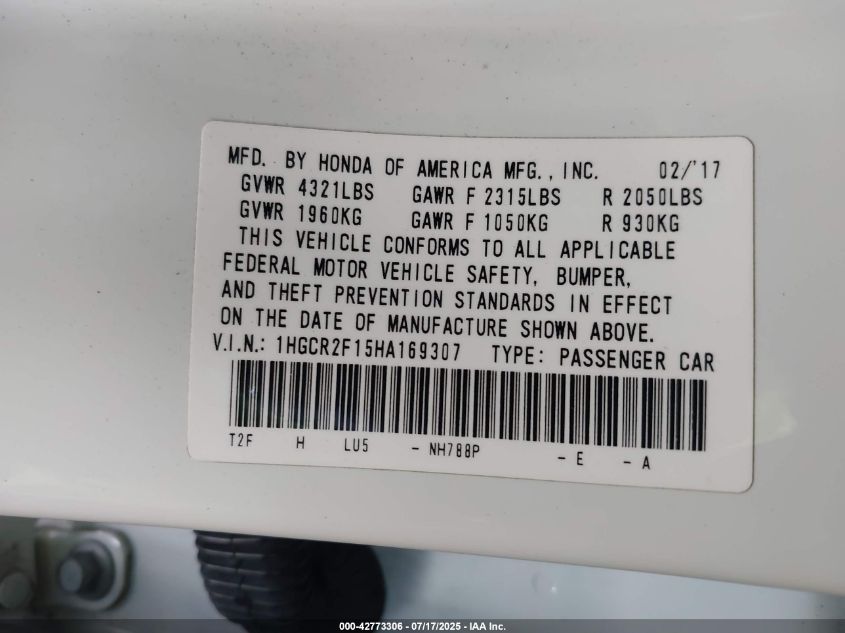 MFD. BY HONDA OF AMERICA MFG., INC. 02/'17
GVWR 4321LBS GAWR F 2315LBS R 2050LBS
GVWR 1960KG GAWR F 1050KG R 930KG
THIS VEHICLE CONFORMS TO ALL APPLICABLE
FEDERAL MOTOR VEHICLE SAFETY, BUMPER,
AND THEFT PREVENTION STANDARDS IN EFFECT
ON THE DATE OF MANUFACTURE SHOWN ABOVE.
V.I.N.: 1HGCR2F15HA169307 TYPE: PASSENGER CAR
T2F H LU5 - NH788P - E - A
000-42773306 - 07/17/2025 - IAA Inc.